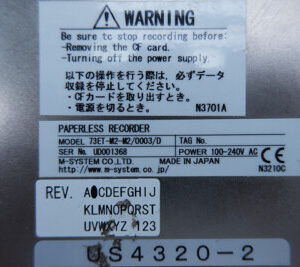 ⚠ WARNING
Be sure to stop recording before:
-Removing the CF card.
-Turning off the power supply.
以下の操作を行う際は、必ずデータ
収録を停止してください。
・CFカードを取り出すとき。
・電源を切るとき。
N3701A
PAPERLESS RECORDER
MODEL 73ET-M2-M2/0003/D TAG No.
SER No. UD001368 POWER 100-240V AC
M-SYSTEM CO.,LTD. MADE IN JAPAN
http://www.m-system.co.jp/ N3210C
REV. ABCDEFGHIJ
KLMNOPQRST
UVWXYZ 123
US4320-2